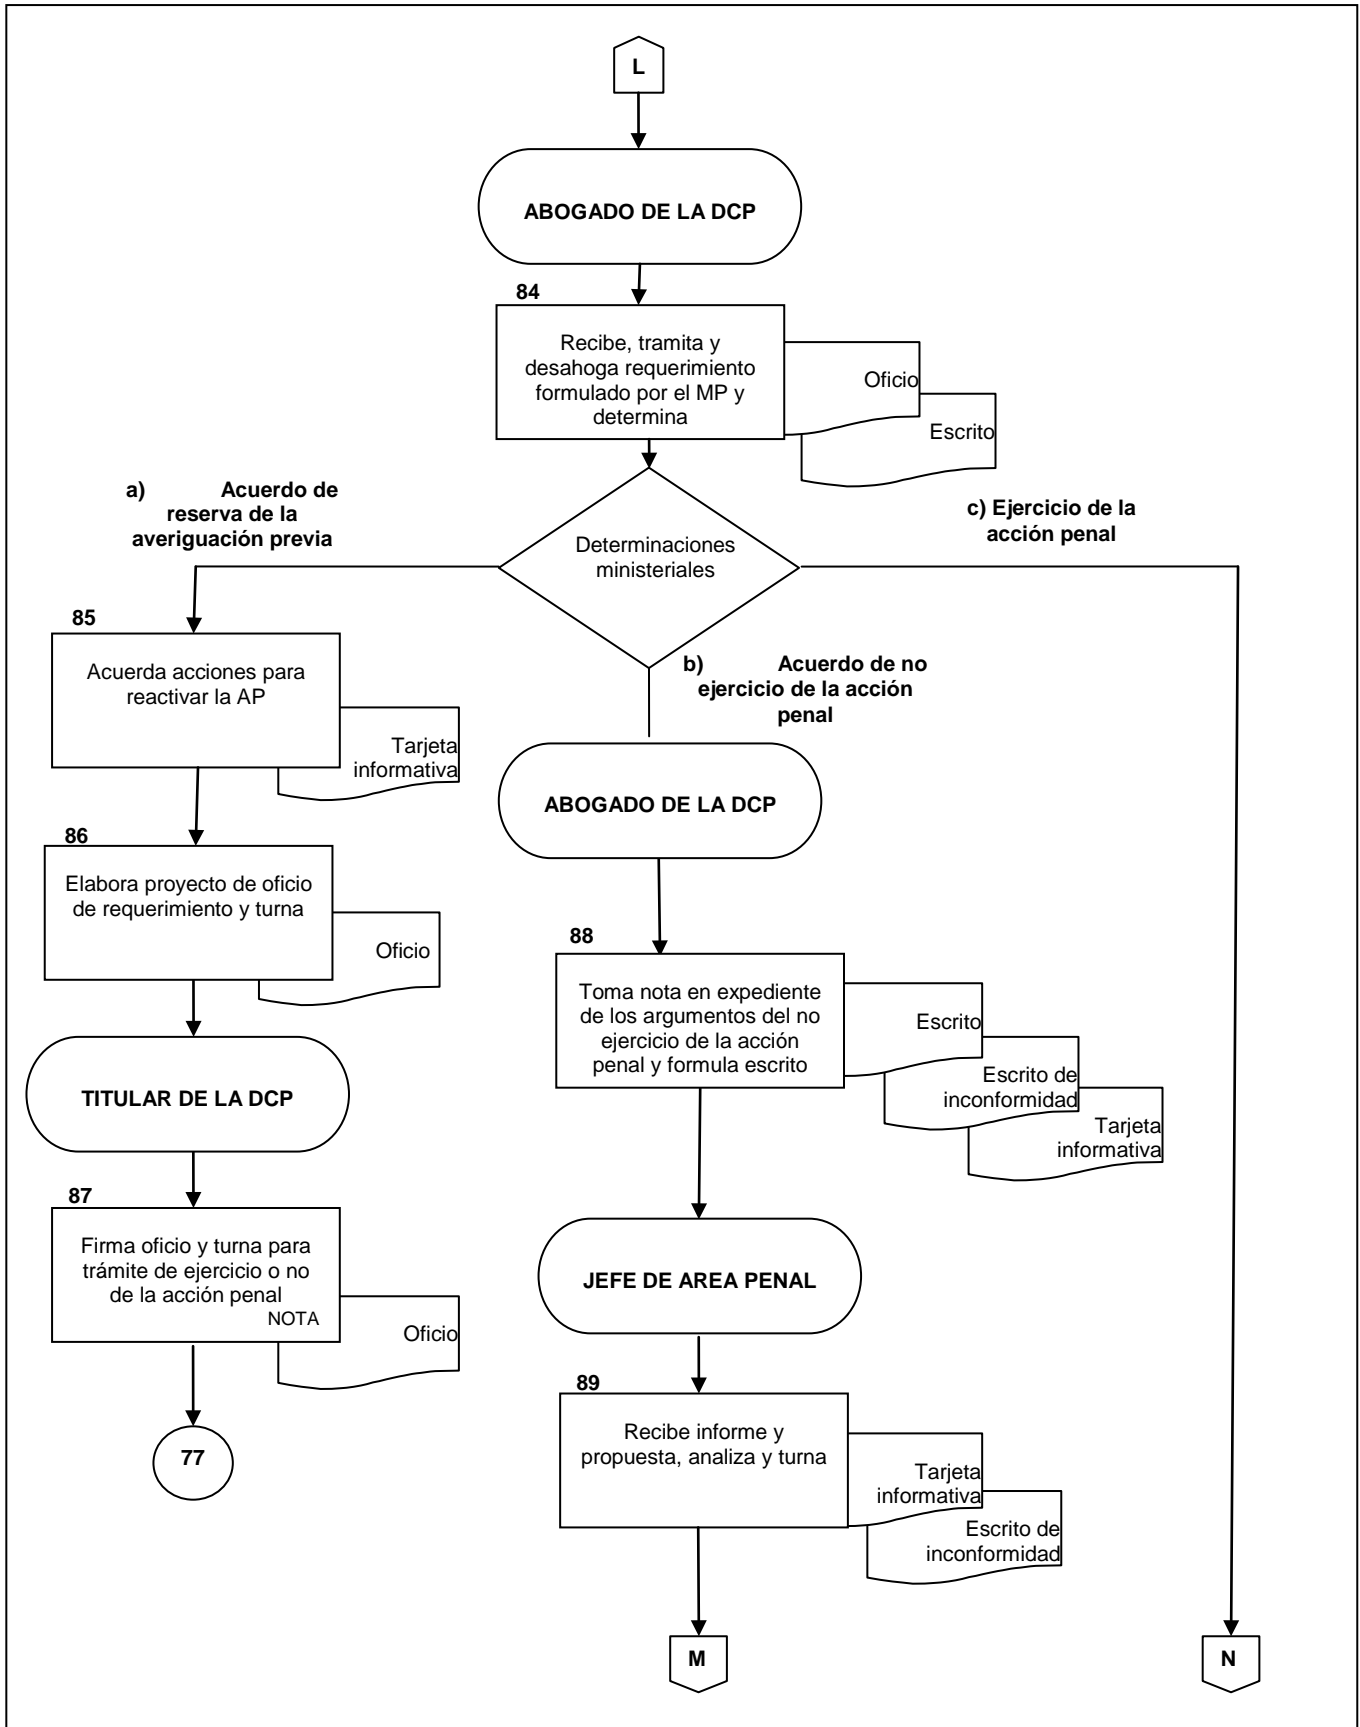 L
ABOGADO DE LA DCP
84
Recibe, tramita y
desahoga requerimiento
formulado por el MP y
determina
Oficio
Escrito
a) Acuerdo de
reserva de la
averiguación previa
c) Ejercicio de la
acción penal
Determinaciones
ministeriales
85
Acuerda acciones para
reactivar la AP
Tarjeta
informativa
b) Acuerdo de no
ejercicio de la acción
penal
ABOGADO DE LA DCP
86
Elabora proyecto de oficio
de requerimiento y turna
Oficio
88
Toma nota en expediente
de los argumentos del no
ejercicio de la acción
penal y formula escrito
Escrito
Escrito de
inconformidad
Tarjeta
informativa
TITULAR DE LA DCP
87
Firma oficio y turna para
trámite de ejercicio o no
de la acción penal
NOTA
Oficio
JEFE DE AREA PENAL
89
Recibe informe y
propuesta, analiza y turna
Tarjeta
informativa
Escrito de
inconformidad
77
M
N